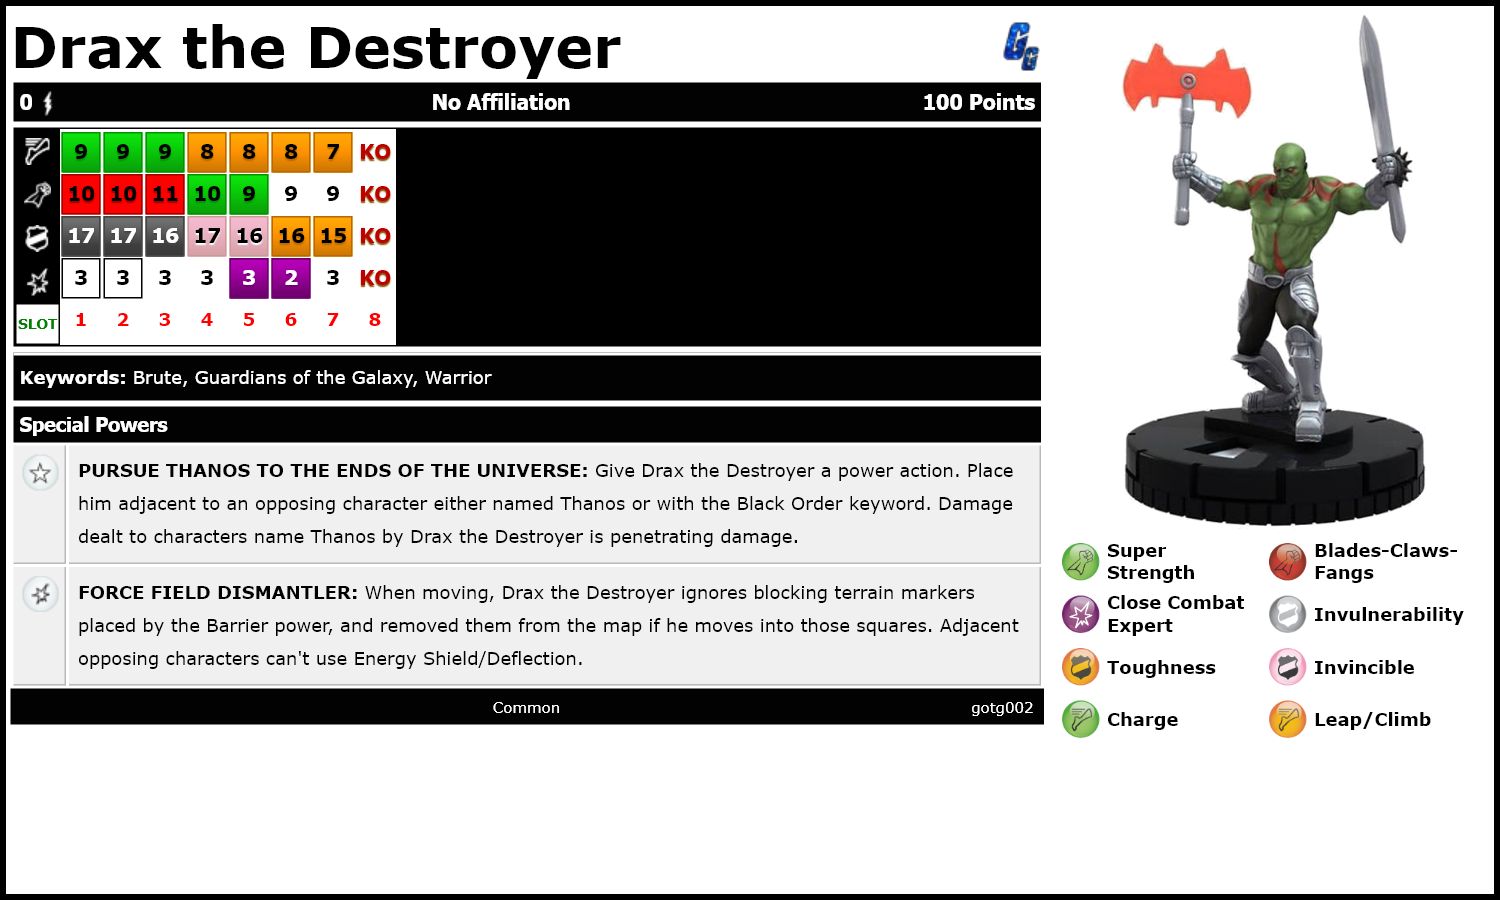 Drax the Destroyer
GG
0 No Affiliation 100 Points
9 9 9 8 8 8 7 KO
10 10 11 10 9 9 9 KO
17 17 16 17 16 16 15 KO
3 3 3 3 3 2 3 KO
SLOT 1 2 3 4 5 6 7 8
Keywords: Brute, Guardians of the Galaxy, Warrior
Special Powers
PURSUE THANOS TO THE ENDS OF THE UNIVERSE: Give Drax the Destroyer a power action. Place
him adjacent to an opposing character either named Thanos or with the Black Order keyword. Damage
dealt to characters name Thanos by Drax the Destroyer is penetrating damage.
FORCE FIELD DISMANTLER: When moving, Drax the Destroyer ignores blocking terrain markers
placed by the Barrier power, and removed them from the map if he moves into those squares. Adjacent
opposing characters can't use Energy Shield/Deflection.
Common gotg002
Super
Strength
Blades-Claws-
Fangs
Close Combat
Expert
Invulnerability
Toughness
Invincible
Charge
Leap/Climb